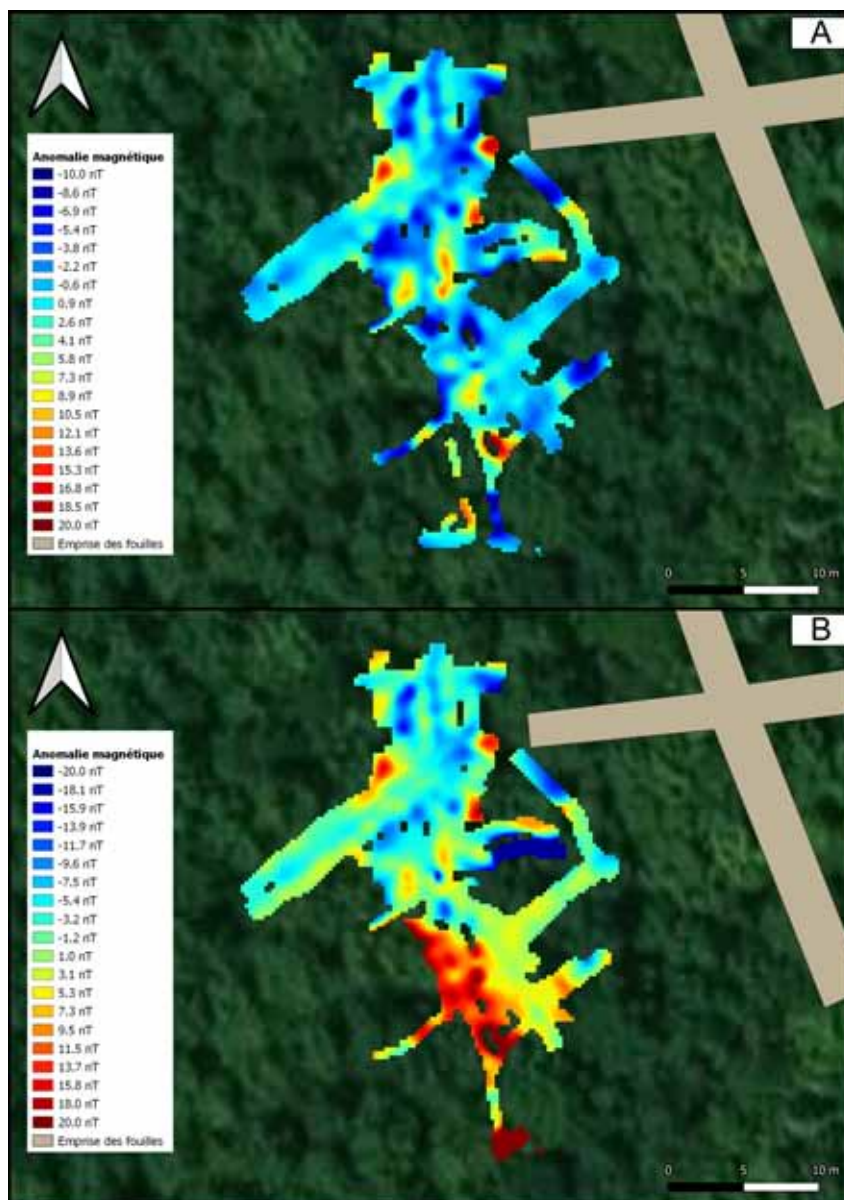 A
Anomalie magnétique
-10.0 nT
-8.6 nT
-6.9 nT
-5.4 nT
-3.8 nT
-2.2 nT
-0.6 nT
0.9 nT
2.6 nT
4.1 nT
5.8 nT
7.3 nT
8.9 nT
10.5 nT
12.1 nT
13.6 nT
15.3 nT
16.8 nT
18.5 nT
20.0 nT
Emprise des fouilles
0 5 10 m
B
Anomalie magnétique
-20.0 nT
-18.1 nT
-15.9 nT
-13.9 nT
-11.7 nT
-9.6 nT
-7.5 nT
-5.4 nT
-3.2 nT
-1.2 nT
1.0 nT
3.1 nT
5.3 nT
7.3 nT
9.5 nT
11.5 nT
13.7 nT
15.8 nT
18.0 nT
20.0 nT
Emprise des fouilles
0 5 10 m